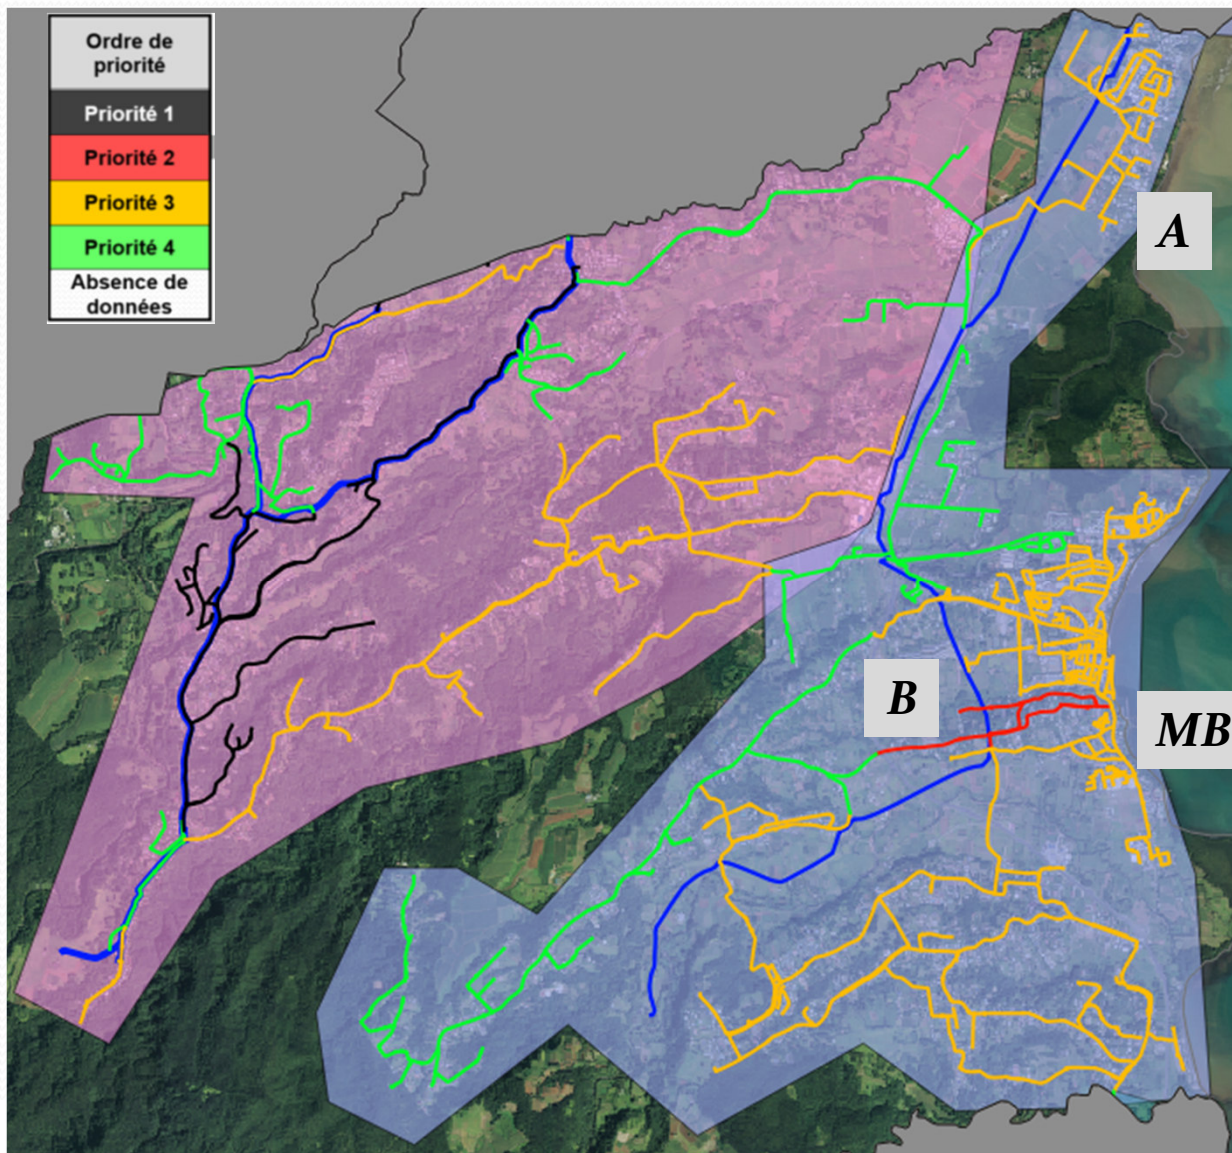 Ordre de
priorité
Priorité 1
Priorité 2
Priorité 3
Priorité 4
Absence de
données
A
B
MB